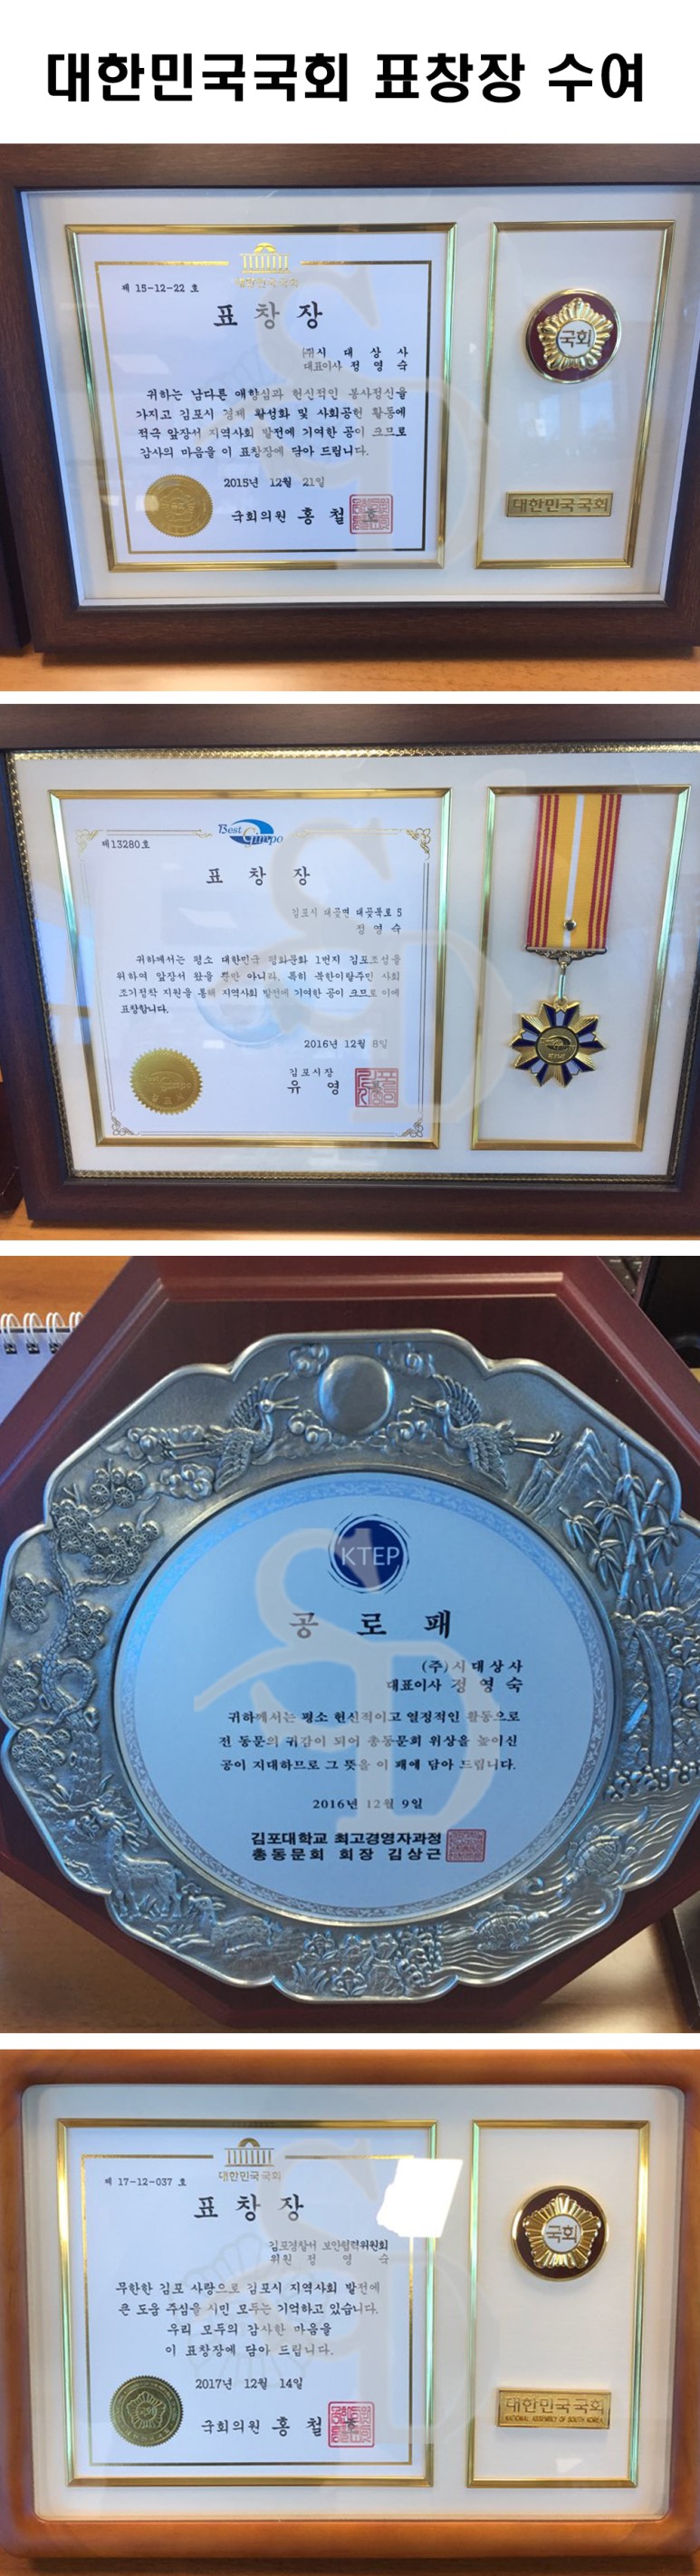 대한민국국회 표창장 수여
대한민국국회
제 15-12-22 호
표 창 장
(주)시 대 상 사
대표이사 정 영 숙
귀하는 남다른 애향심과 헌신적인 봉사정신을
가지고 김포시 경제 활성화 및 사회공헌 활동에
적극 앞장서 지역사회 발전에 기여한 공이 크므로
감사의 마음을 이 표창장에 담아 드립니다.
2015년 12월 21일
국회의원 홍 철 호
국회
대한민국국회
Best Gimpo
제13280호
표 창 장
김포시 대곶면 대곶북로 5
정 영 숙
귀하께서는 평소 대한민국 평화문화 1번지 김포조성을
위하여 앞장서 왔을 뿐만 아니라, 특히 북한이탈주민 사회
조기정착 지원을 통해 지역사회 발전에 기여한 공이 크므로 이에
표창합니다.
2016년 12월 8일
김포시장
유 영
KTEP
공 로 패
(주)시대상사
대표이사 정 영 숙
귀하께서는 평소 헌신적이고 열정적인 활동으로
전 동문의 귀감이 되어 총동문회 위상을 높이신
공이 지대하므로 그 뜻을 이 패에 담아 드립니다.
2016년 12월 9일
김포대학교 최고경영자과정
총동문회 회장 김상근
대한민국국회
제 17-12-037 호
표 창 장
김포경찰서 보안협력위원회
위원 정 영 숙
무한한 김포 사랑으로 김포시 지역사회 발전에
큰 도움 주심을 시민 모두는 기억하고 있습니다.
우리 모두의 감사한 마음을
이 표창장에 담아 드립니다.
2017년 12월 14일
국회의원 홍 철 호
국회
대한민국국회
NATIONAL ASSEMBLY OF SOUTH KOREA